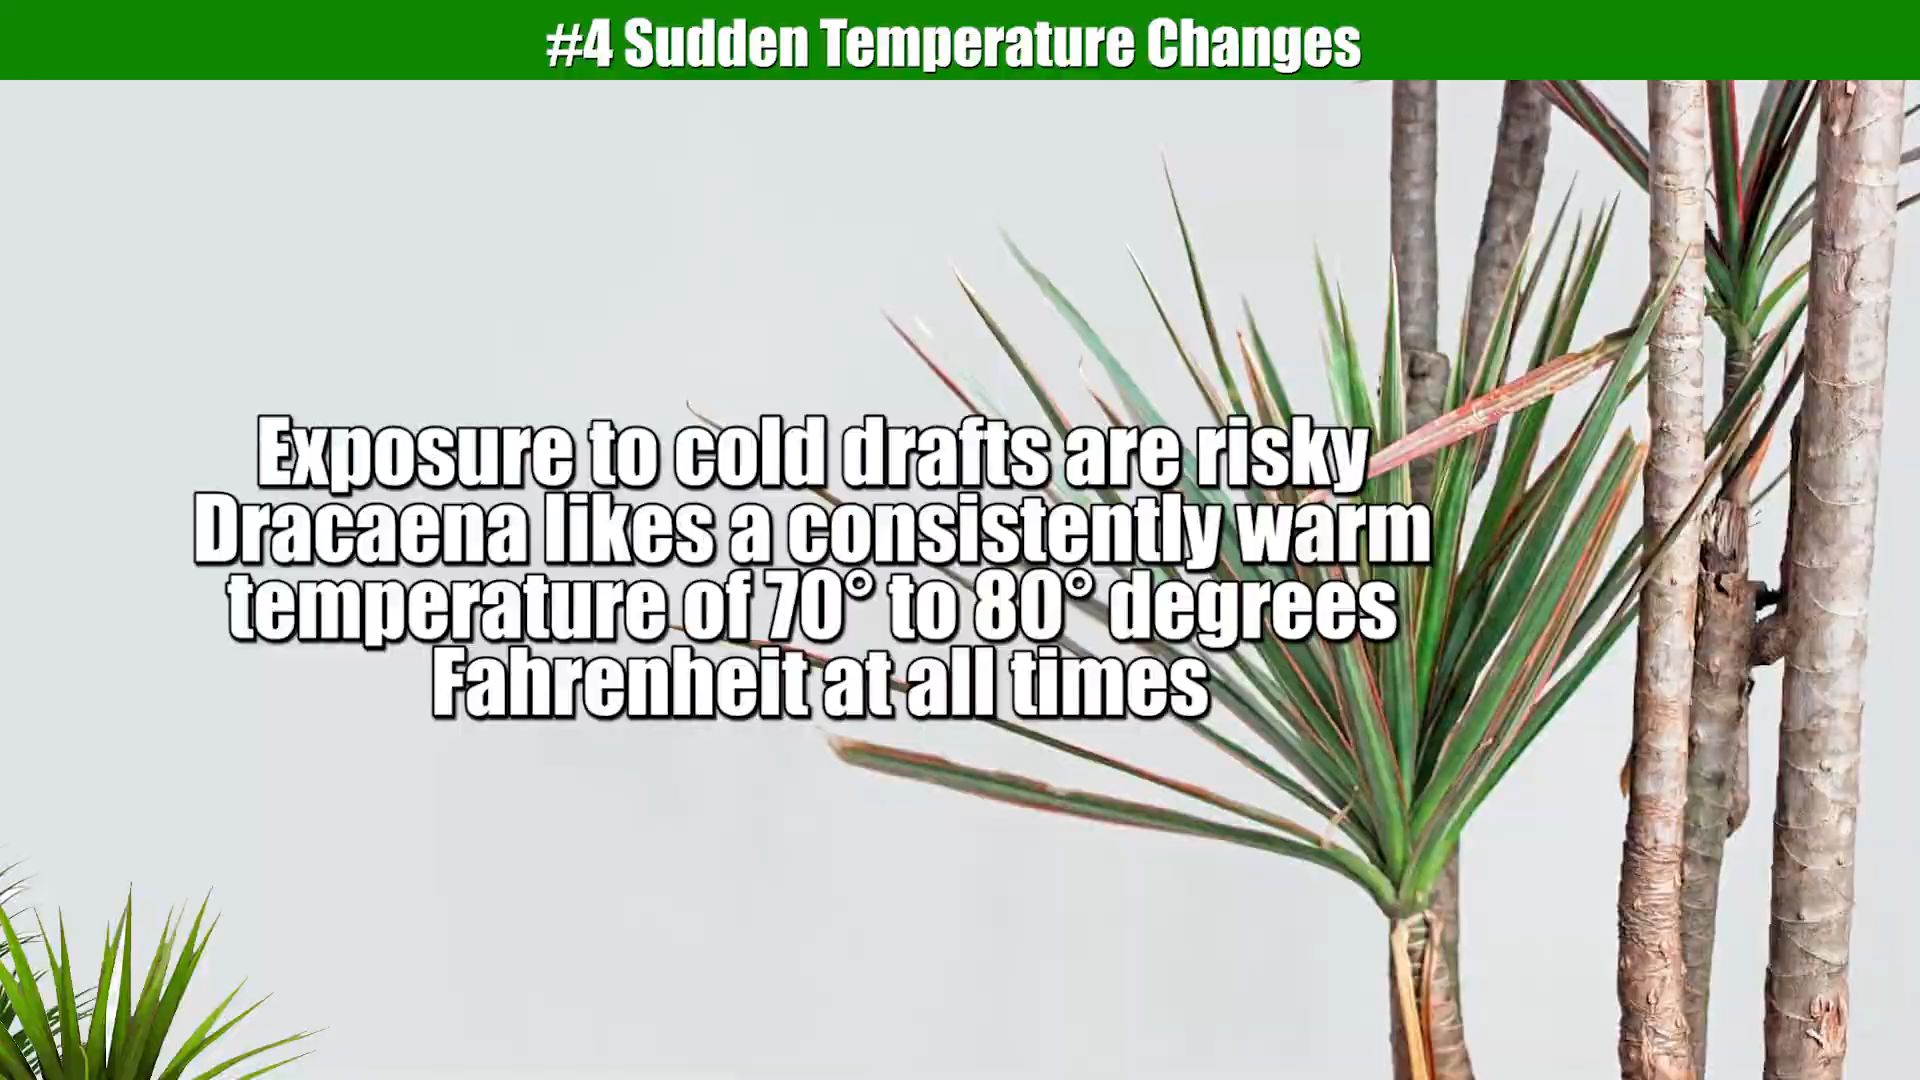 #4 Sudden Temperature Changes
Exposure to cold drafts are risky
Dracaena likes a consistently warm
temperature of 70° to 80° degrees
Fahrenheit at all times